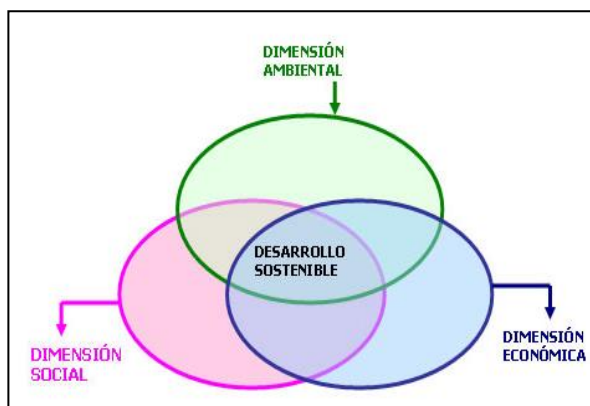 DIMENSIÓN
AMBIENTAL
DESARROLLO
SOSTENIBLE
DIMENSIÓN
SOCIAL
DIMENSIÓN
ECONÓMICA